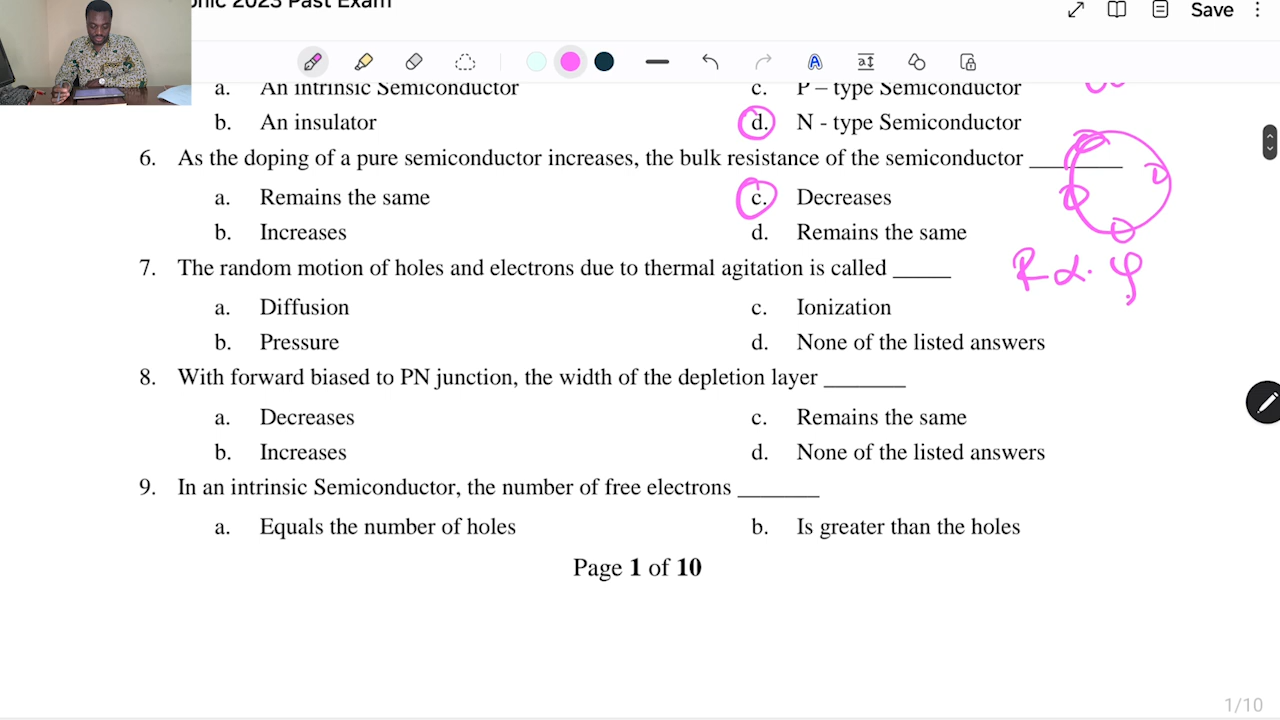 onic 2023 Past Exam
Save
a. An intrinsic Semiconductor c. P – type Semiconductor
b. An insulator d. N - type Semiconductor
6. As the doping of a pure semiconductor increases, the bulk resistance of the semiconductor ________
a. Remains the same c. Decreases
b. Increases d. Remains the same
7. The random motion of holes and electrons due to thermal agitation is called _____
R α
a. Diffusion c. Ionization
b. Pressure d. None of the listed answers
8. With forward biased to PN junction, the width of the depletion layer _______
a. Decreases c. Remains the same
b. Increases d. None of the listed answers
9. In an intrinsic Semiconductor, the number of free electrons _______
a. Equals the number of holes b. Is greater than the holes
Page 1 of 10
1/10